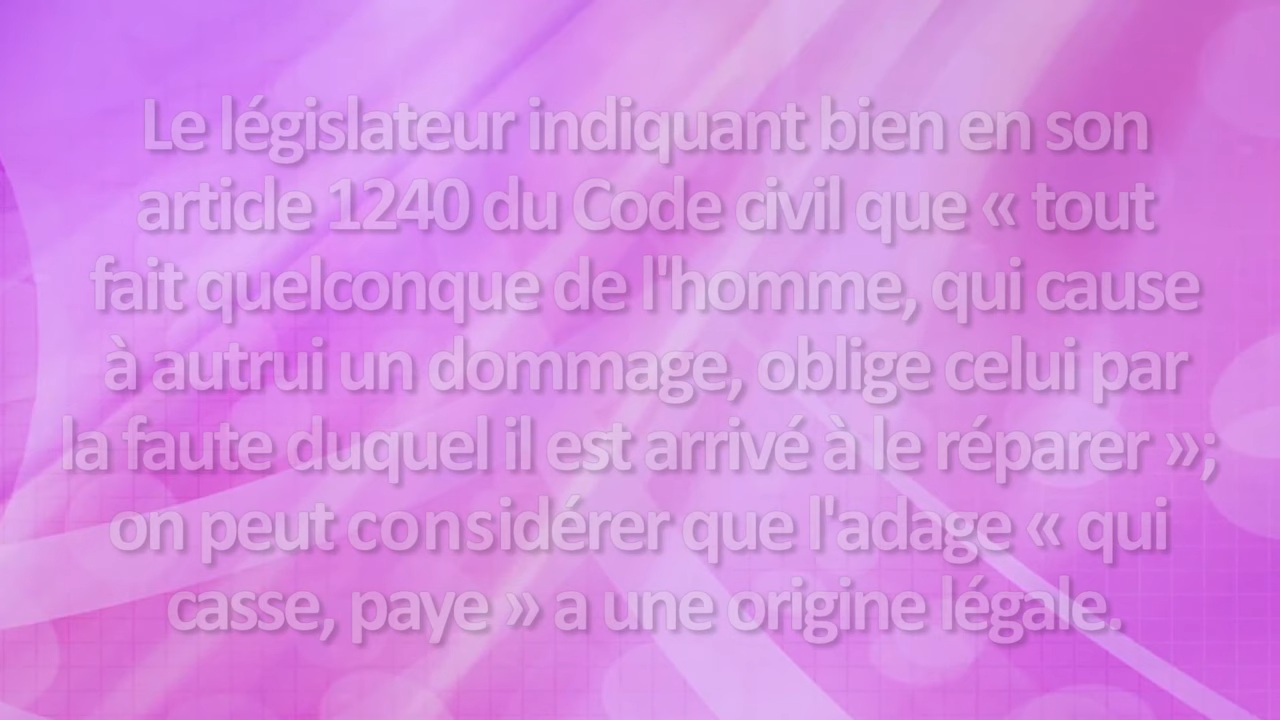 Le législateur indiquant bien en son
article 1240 du Code civil que « tout
fait quelconque de l'homme, qui cause
à autrui un dommage, oblige celui par
la faute duquel il est arrivé à le réparer »;
on peut considérer que l'adage « qui
casse, paye » a une origine légale.